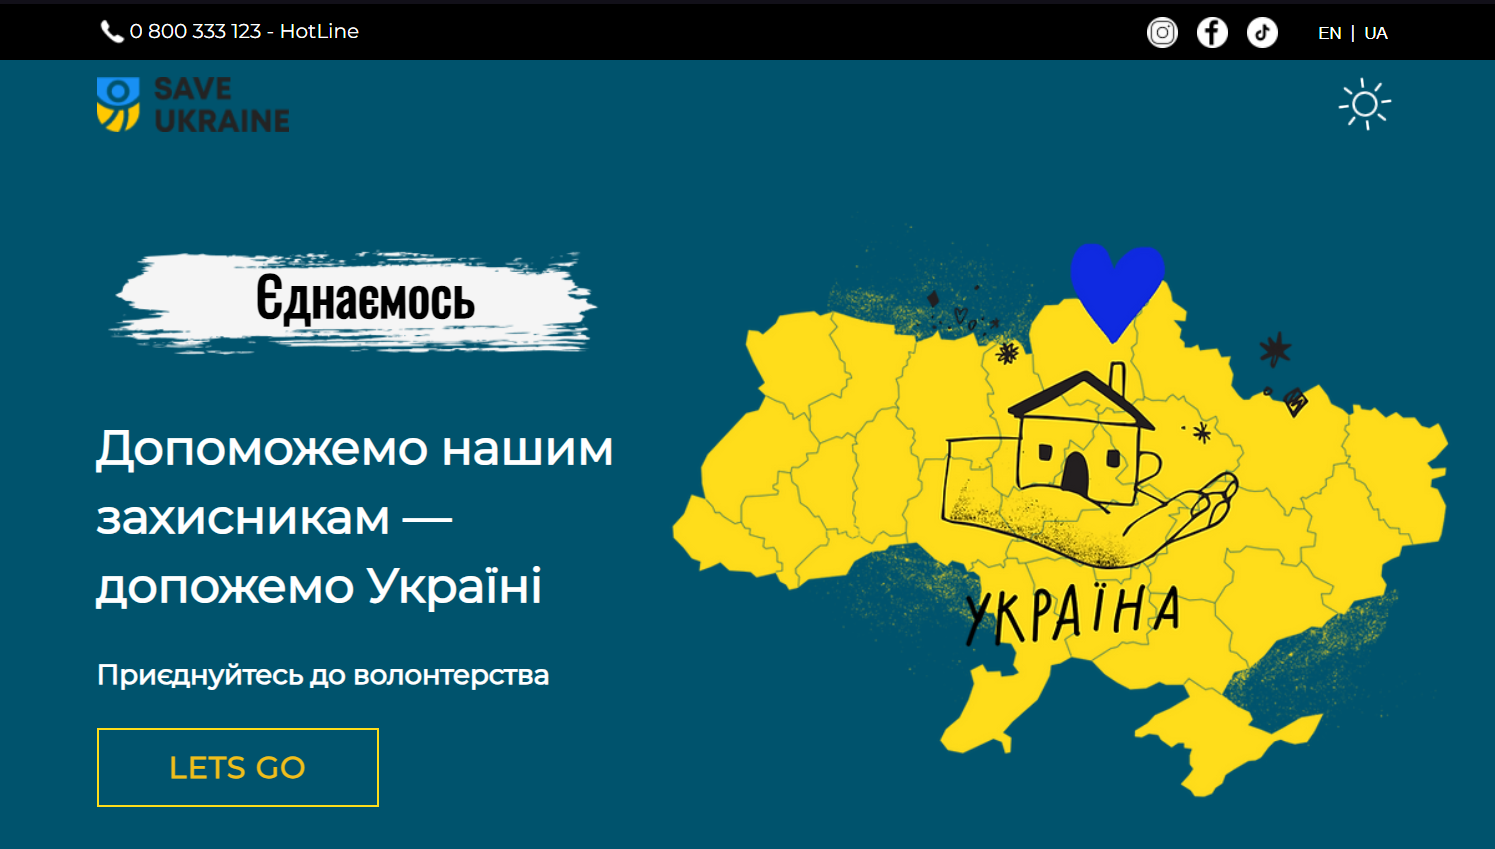 0 800 333 123 - HotLine
EN | UA
SAVE
UKRAINE
Єднаємось
Допоможемо нашим
захисникам —
допожемо Україні
Приєднуйтесь до волонтерства
LETS GO
УКРАЇНА